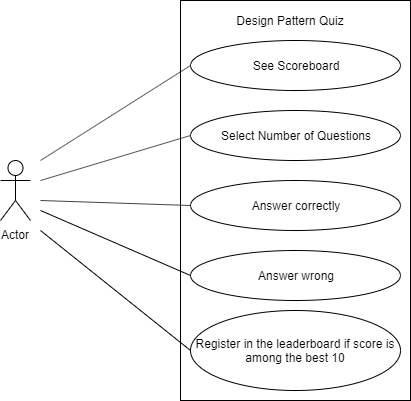 Design Pattern Quiz
See Scoreboard
Select Number of Questions
Answer correctly
Actor
Answer wrong
Register in the leaderboard if score is
among the best 10